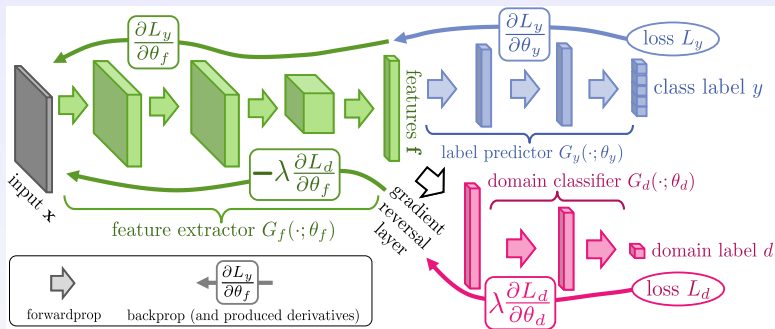 ∂L_y/∂θ_f
∂L_y/∂θ_y
loss L_y
features f
class label y
label predictor G_y(·;θ_y)
−λ ∂L_d/∂θ_f
input x
feature extractor G_f(·;θ_f)
gradient
reversal
layer
domain classifier G_d(·;θ_d)
domain label d
λ ∂L_d/∂θ_d
loss L_d
forwardprop
∂L_y/∂θ_f
backprop (and produced derivatives)